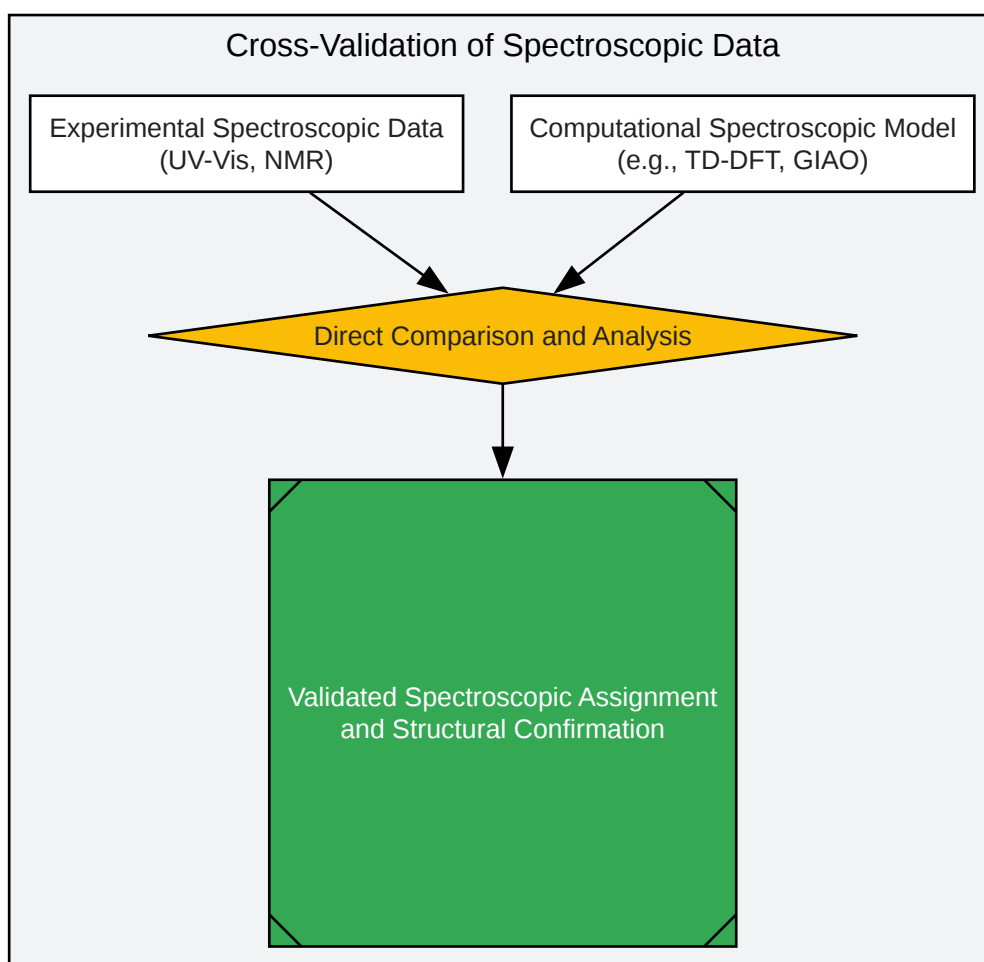 Cross-Validation of Spectroscopic Data
Experimental Spectroscopic Data
(UV-Vis, NMR)
Computational Spectroscopic Model
(e.g., TD-DFT, GIAO)
Direct Comparison and Analysis
Validated Spectroscopic Assignment
and Structural Confirmation